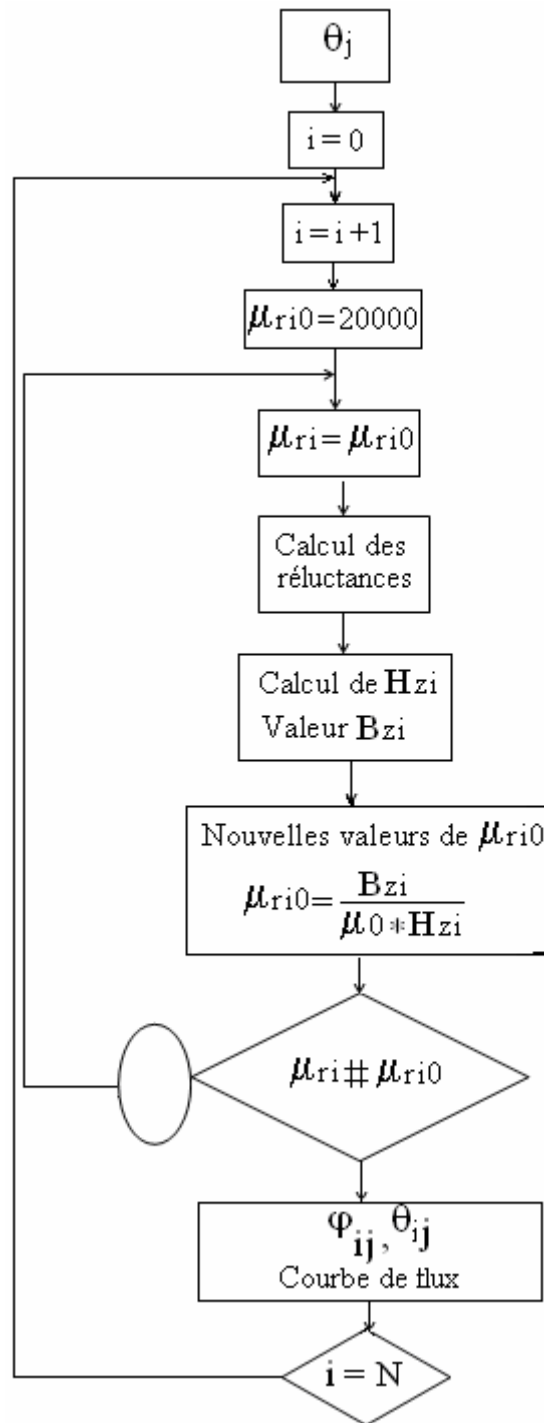 θj
i = 0
i = i +1
μri0=20000
μri= μri0
Calcul des
réluctances
Calcul de Hzi
Valeur Bzi
Nouvelles valeurs de μri0
μri0= Bzi / μ0*Hzi
μri # μri0
φij, θij
Courbe de flux
i = N